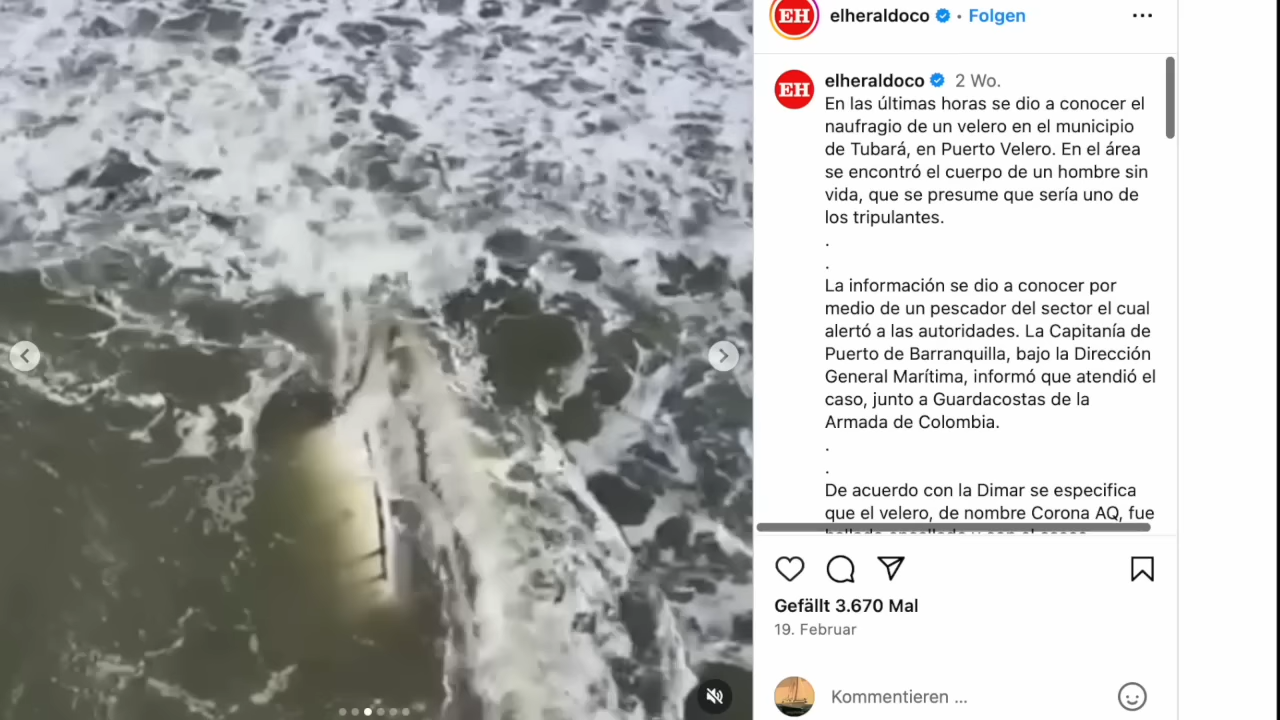 EH elheraldoco • Folgen
EH elheraldoco 2 Wo.
En las últimas horas se dio a conocer el
naufragio de un velero en el municipio
de Tubará, en Puerto Velero. En el área
se encontró el cuerpo de un hombre sin
vida, que se presume que sería uno de
los tripulantes.
.
.
La información se dio a conocer por
medio de un pescador del sector el cual
alertó a las autoridades. La Capitanía de
Puerto de Barranquilla, bajo la Dirección
General Marítima, informó que atendió el
caso, junto a Guardacostas de la
Armada de Colombia.
.
.
De acuerdo con la Dimar se especifica
que el velero, de nombre Corona AQ, fue
Gefällt 3.670 Mal
19. Februar
Kommentieren ...